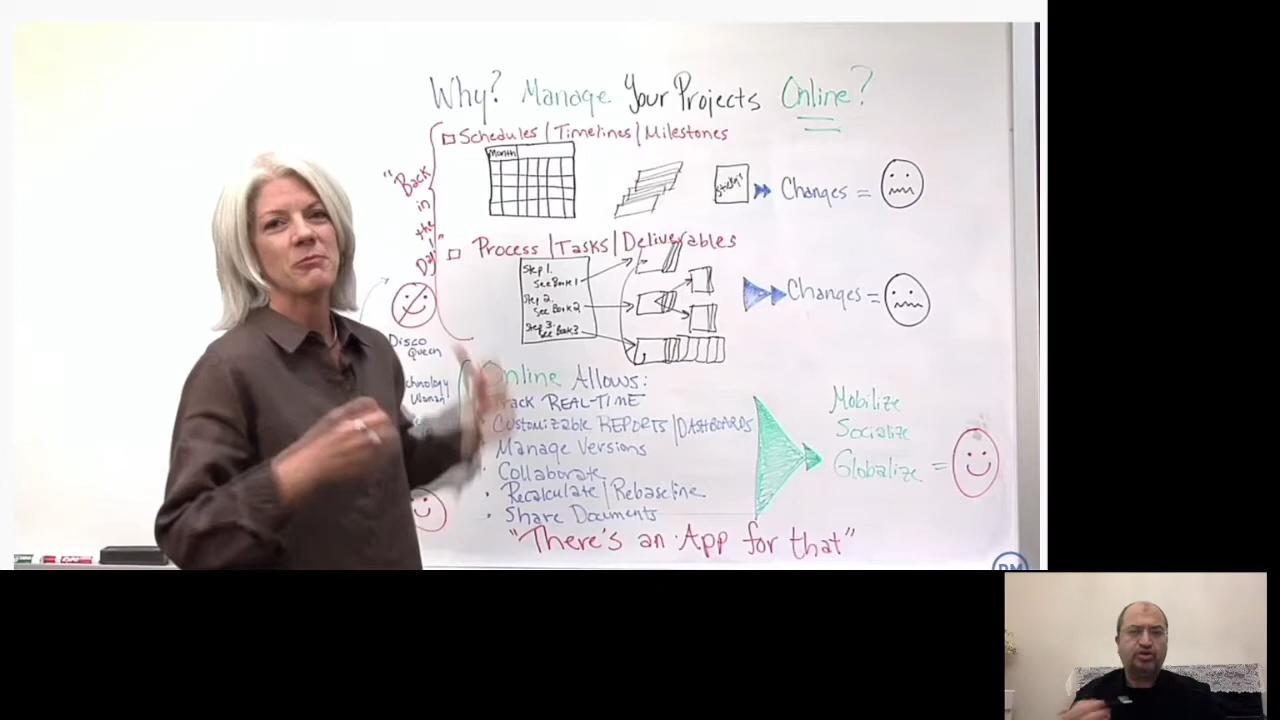 Why? Manage Your Projects Online?
Schedules | Timelines | Milestones
Month
Sticky
Changes =
"Back
in
the
Day"
Process | Tasks | Deliverables
Step 1.
See Book 1
Step 2.
See Book 2
Step 3:
See Book 3
Changes =
Disco
Queen
Online Allows:
Track REAL-TIME
Customizable REPORTS | DASHBOARDS
Manage Versions
Collaborate
Recalculate | Rebaseline
Share Documents
Mobilize
Socialize
Globalize =
"There's an App for that"